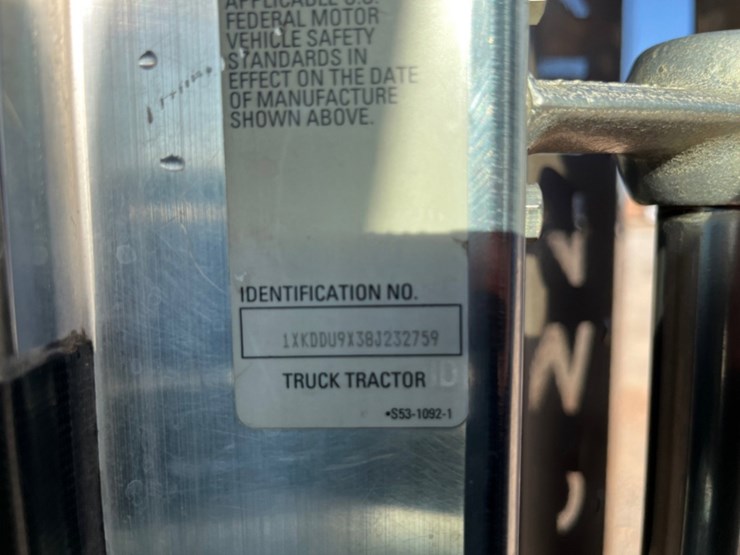 APPLICABLE U.S.
FEDERAL MOTOR
VEHICLE SAFETY
STANDARDS IN
EFFECT ON THE DATE
OF MANUFACTURE
SHOWN ABOVE.
IDENTIFICATION NO.
1XKDDU9X38J232759
TRUCK TRACTOR
•S53-1092-1